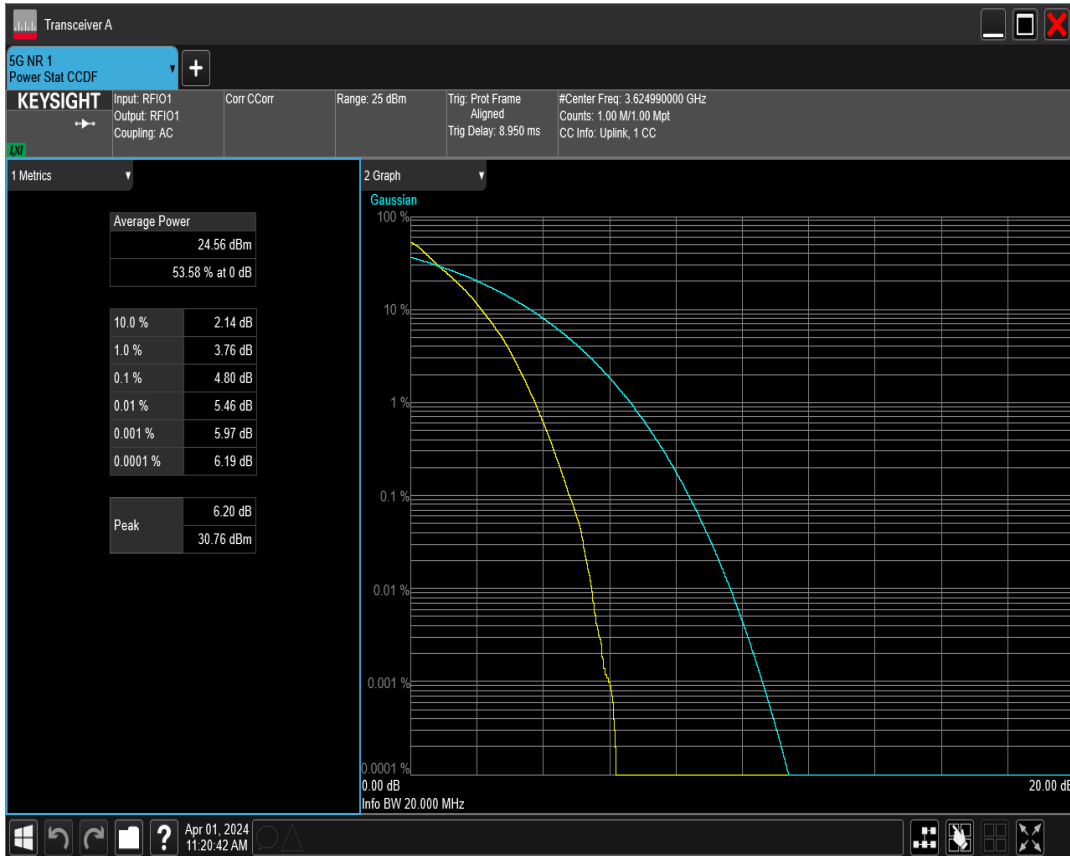 Transceiver A
5G NR 1
Power Stat CCDF
KEYSIGHT
LXI
Input: RFIO1
Output: RFIO1
Coupling: AC
Corr CCorr
Range: 25 dBm
Trig: Prot Frame
Aligned
Trig Delay: 8.950 ms
#Center Freq: 3.624990000 GHz
Counts: 1.00 M/1.00 Mpt
CC Info: Uplink, 1 CC
1 Metrics
Average Power
24.56 dBm
53.58 % at 0 dB
10.0 % 2.14 dB
1.0 % 3.76 dB
0.1 % 4.80 dB
0.01 % 5.46 dB
0.001 % 5.97 dB
0.0001 % 6.19 dB
Peak
6.20 dB
30.76 dBm
2 Graph
Gaussian
100 %
10 %
1 %
0.1 %
0.01 %
0.001 %
0.0001 %
0.00 dB 20.00 dB
Info BW 20.000 MHz
?
Apr 01, 2024
11:20:42 AM